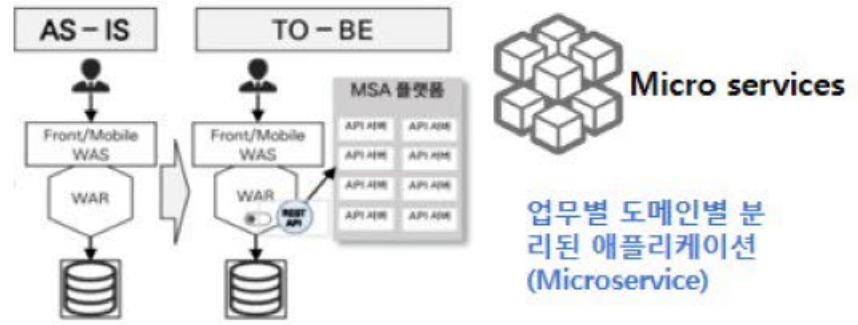 AS – IS
TO – BE
Front/Mobile
WAS
WAR
Front/Mobile
WAS
WAR
REST
API
MSA 플랫폼
API 서버 API 서버
API 서버 API 서버
API 서버 API 서버
API 서버 API 서버
Micro services
업무별 도메인별 분
리된 애플리케이션
(Microservice)